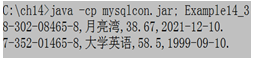 C:\ch14>java -cp mysqlcon.jar; Example14_3
8-302-08465-8,月亮湾,38.67,2021-12-10.
7-352-01465-8,大学英语,58.5,1999-09-10.